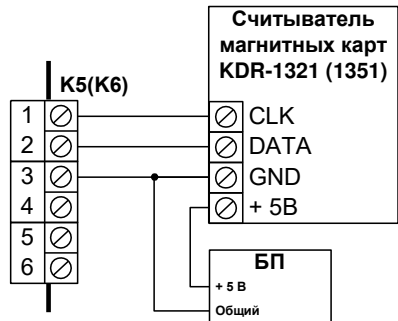 Считыватель
магнитных карт
KDR-1321 (1351)
K5(K6)
1
CLK
2
DATA
3
GND
4
+ 5В
5
6
БП
+ 5 В
Общий